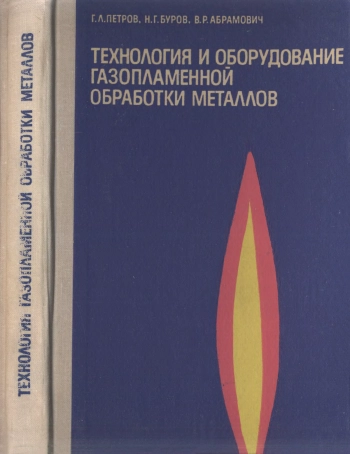 Г.Л.ПЕТРОВ, Н.Г.БУРОВ, В.Р.АБРАМОВИЧ
ТЕХНОЛОГИЯ И ОБОРУДОВАНИЕ
ГАЗОПЛАМЕННОЙ
ОБРАБОТКИ МЕТАЛЛОВ
ТЕХНОЛОГИЯ ГАЗОПЛАМЕННОЙ ОБРАБОТКИ МЕТАЛЛОВ